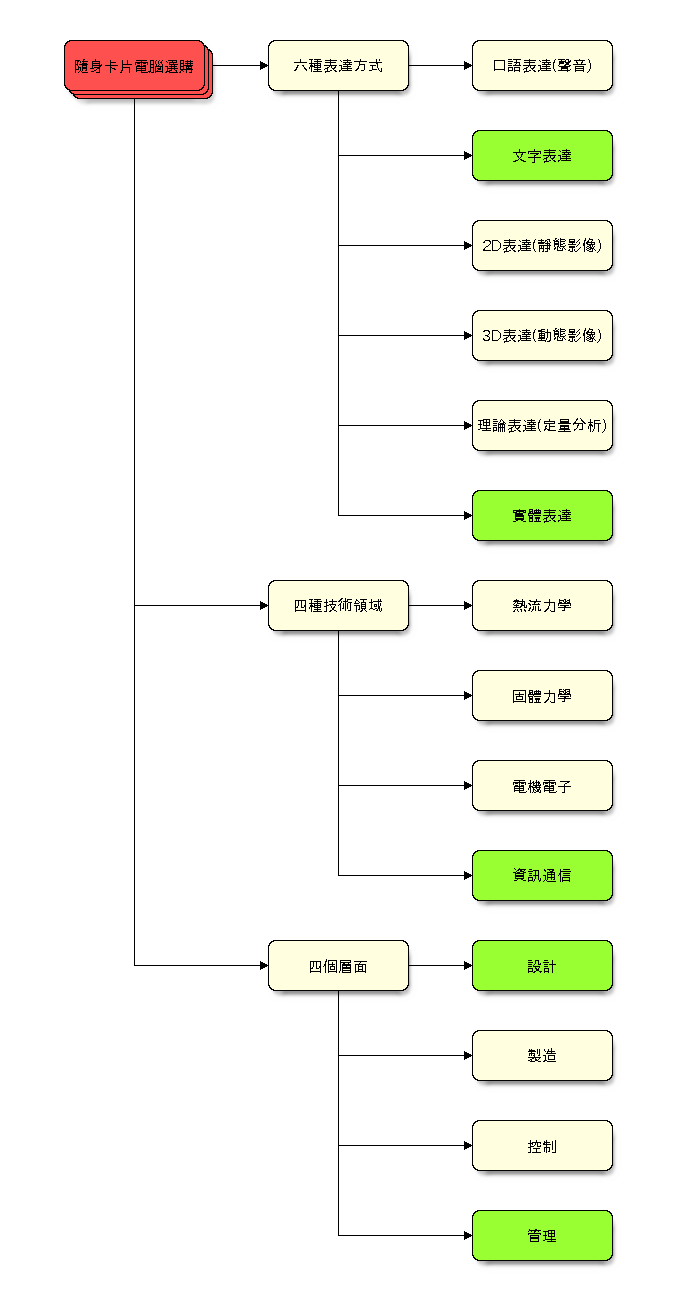 隨身卡片電腦選購
六種表達方式
口語表達(聲音)
文字表達
2D表達(靜態影像)
3D表達(動態影像)
理論表達(定量分析)
實體表達
四種技術領域
熱流力學
固體力學
電機電子
資訊通信
四個層面
設計
製造
控制
管理